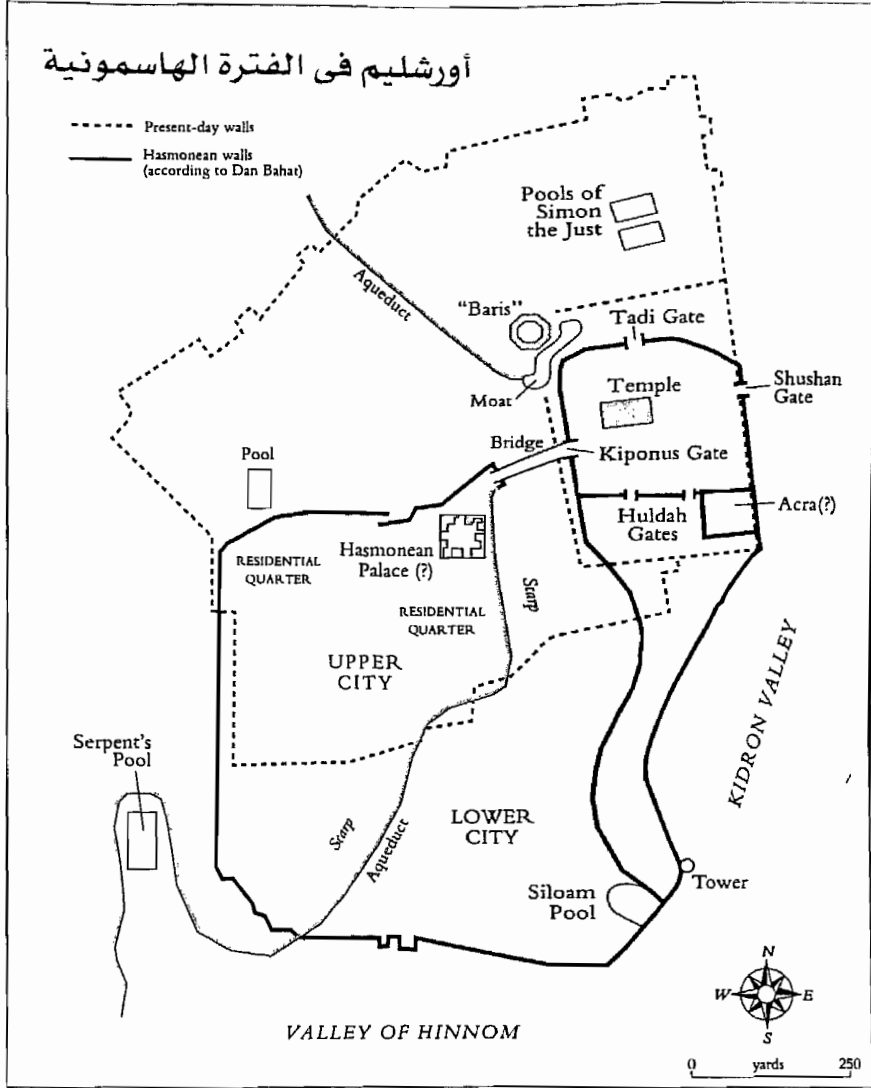 أورشليم فى الفترة الهاسمونية
Present-day walls
Hasmonean walls
(according to Dan Bahat)
Pools of
Simon
the Just
Aqueduct
"Baris"
Tadi Gate
Moat
Temple
Shushan
Gate
Bridge
Kiponus Gate
Pool
Huldah
Gates
Acra(?)
Hasmonean
Palace (?)
RESIDENTIAL
QUARTER
Scarp
RESIDENTIAL
QUARTER
UPPER
CITY
KIDRON VALLEY
Serpent's
Pool
Scarp
Aqueduct
LOWER
CITY
Tower
Siloam
Pool
N
W
E
S
VALLEY OF HINNOM
0 yards 250